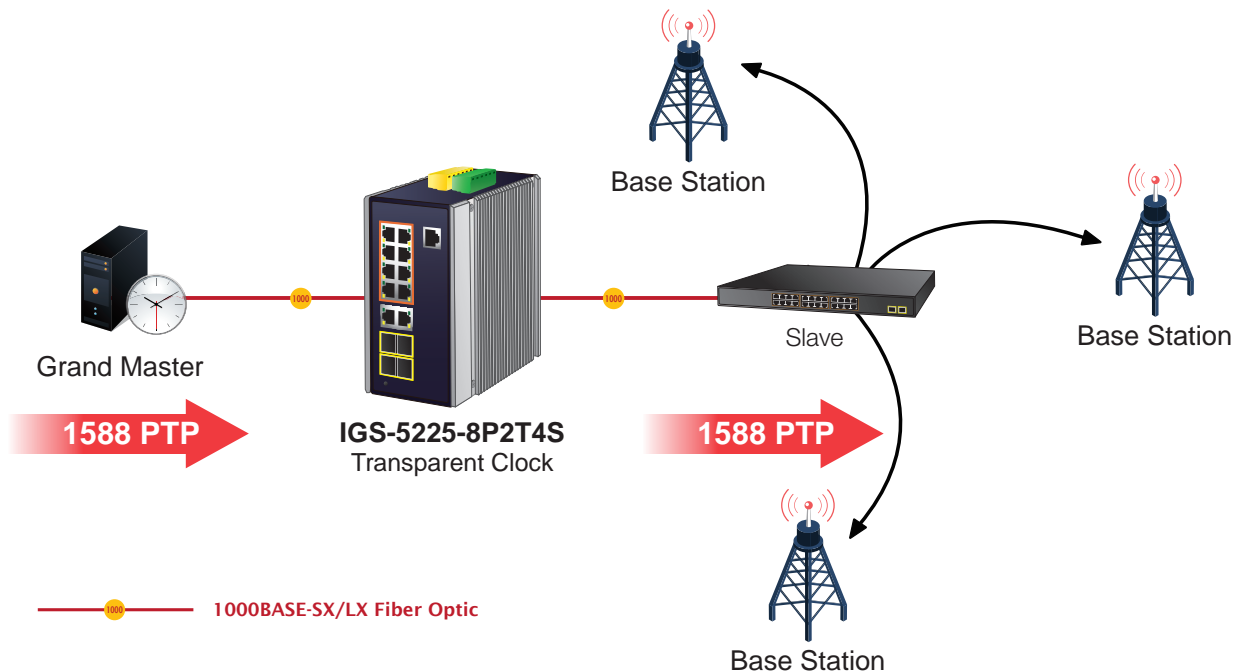 Base Station
Base Station
1000
1000
Slave
Grand Master
1588 PTP
IGS-5225-8P2T4S
Transparent Clock
1588 PTP
1000
1000BASE-SX/LX Fiber Optic
Base Station